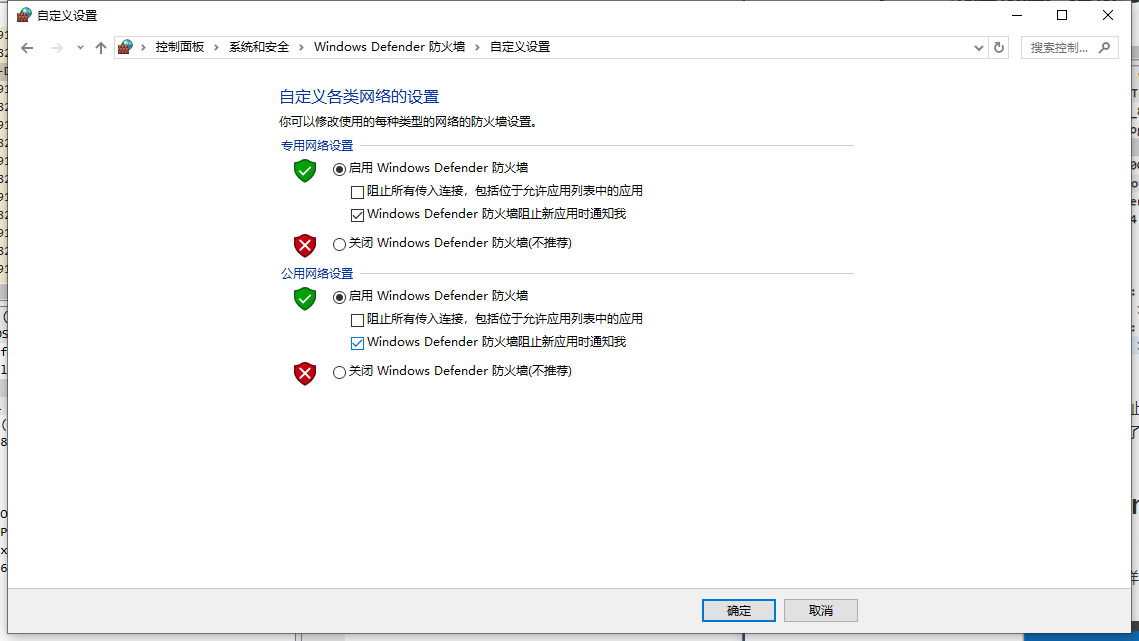 自定义设置
控制面板 › 系统和安全 › Windows Defender 防火墙 › 自定义设置
搜索控制...
自定义各类网络的设置
你可以修改使用的每种类型的网络的防火墙设置。
专用网络设置
启用 Windows Defender 防火墙
阻止所有传入连接，包括位于允许应用列表中的应用
Windows Defender 防火墙阻止新应用时通知我
关闭 Windows Defender 防火墙(不推荐)
公用网络设置
启用 Windows Defender 防火墙
阻止所有传入连接，包括位于允许应用列表中的应用
Windows Defender 防火墙阻止新应用时通知我
关闭 Windows Defender 防火墙(不推荐)
确定
取消